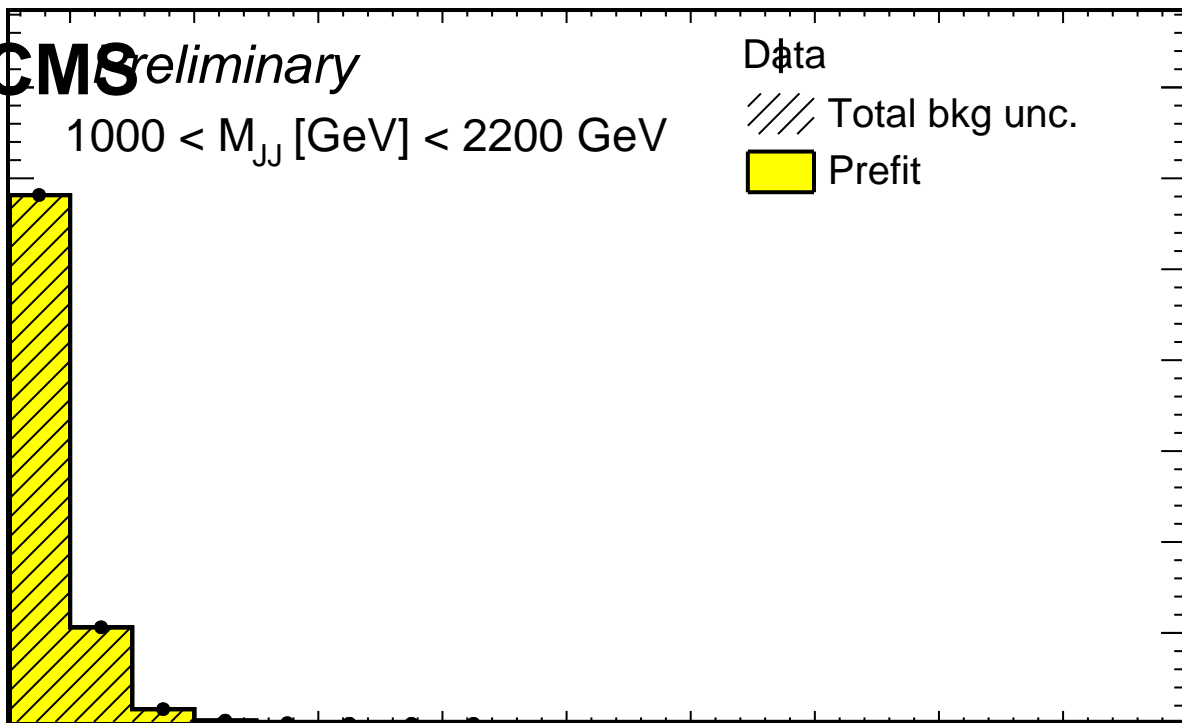 CMS Preliminary
1000 < M_JJ [GeV] < 2200 GeV
Data
Total bkg unc.
Prefit